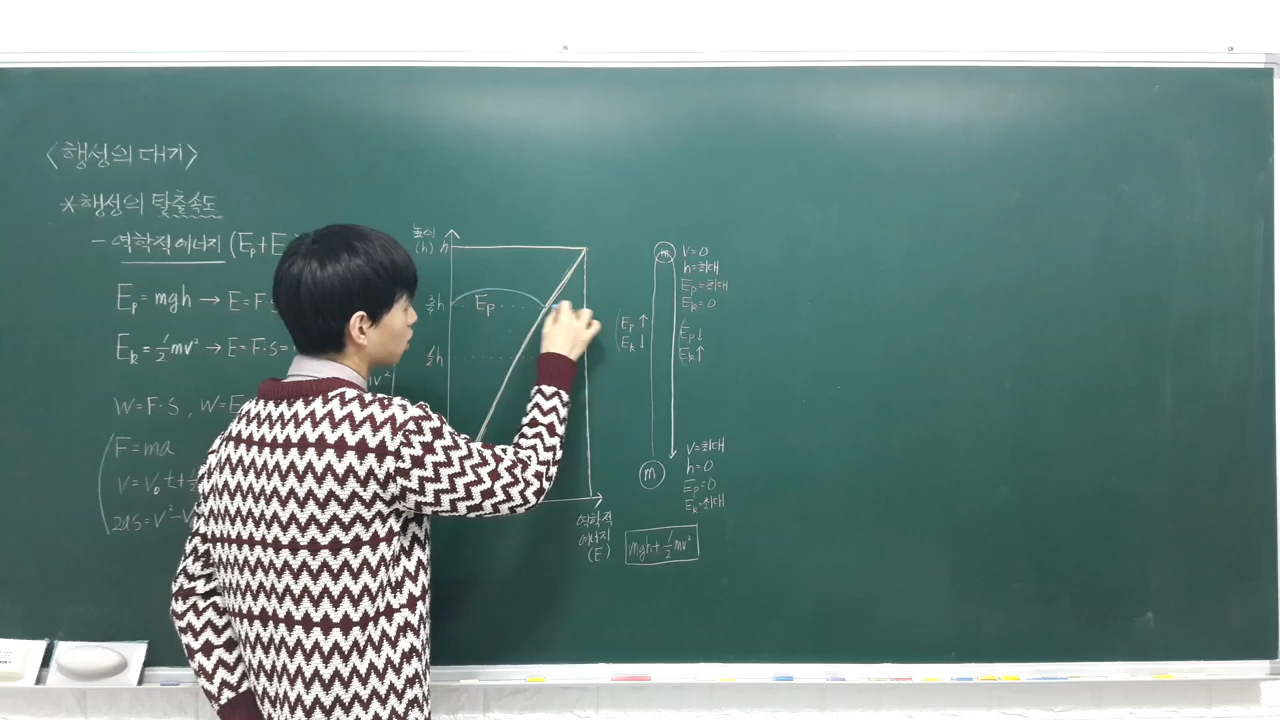 <행성의 대기>
*행성의 탈출속도
- 역학적 에너지 (Ep+E
Ep = mgh → E=F·s
Ek = ½mv² → E=F·s=
W=F·s , W=E
F=ma
2as=v²-v
높이
(h) h
¾h
½h
Ep
역학적
에너지
(E)
m
v=0
h=최대
Ep=최대
Ek=0
Ep↑
Ek↓
Ep↓
Ek↑
m
v=최대
h=0
Ep=0
Ek=최대
mgh+½mv²